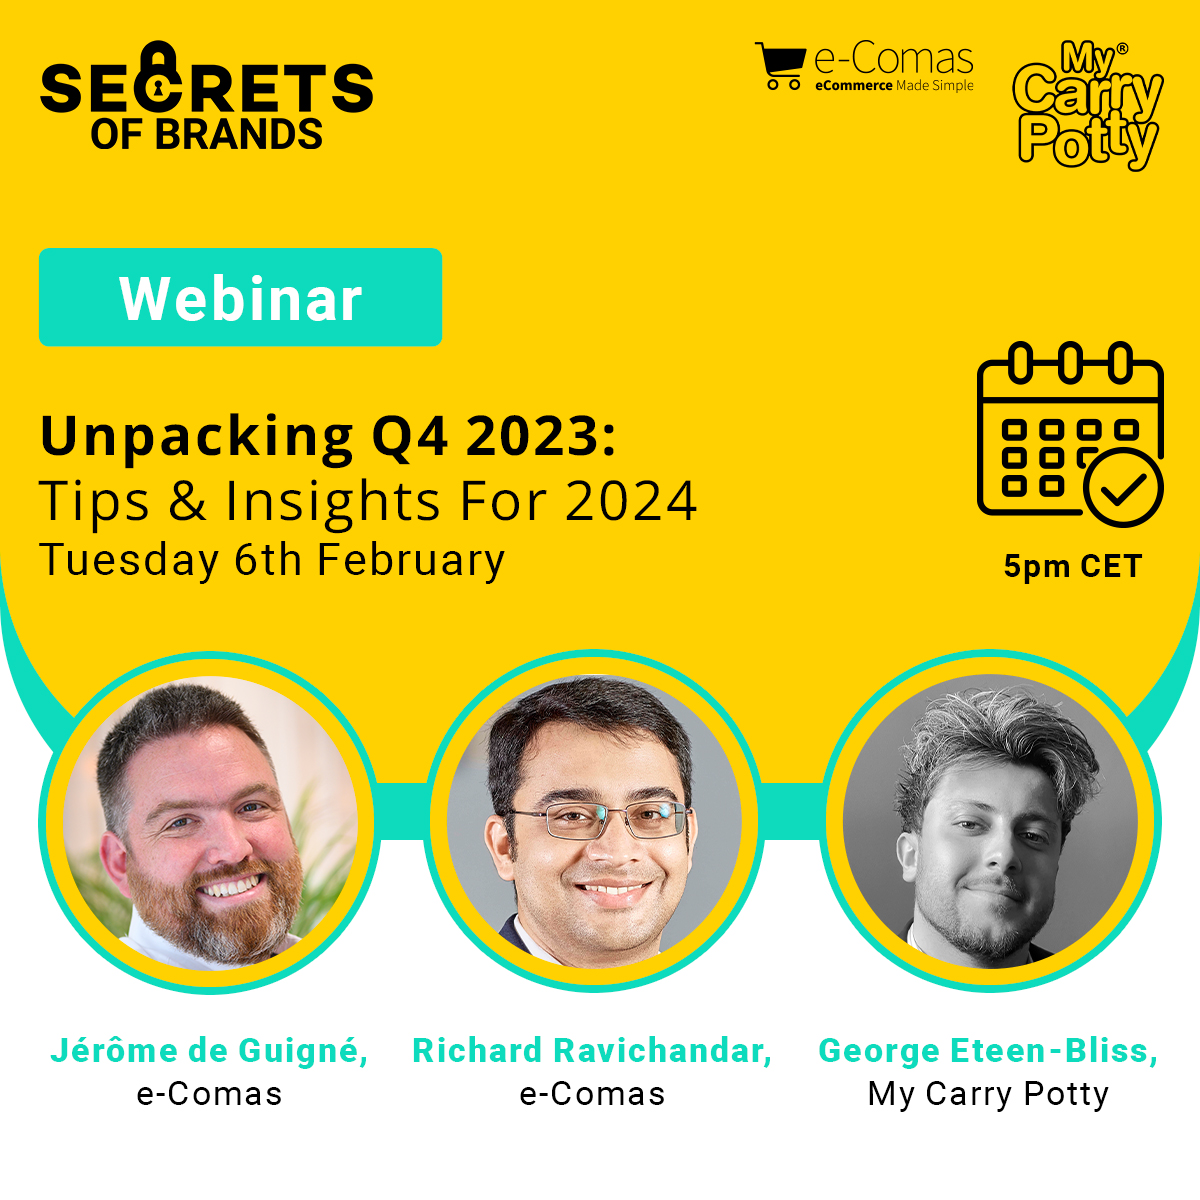 SECRETS
OF BRANDS
e-Comas
eCommerce Made Simple
My®
Carry
Potty
Webinar
Unpacking Q4 2023:
Tips & Insights For 2024
Tuesday 6th February
5pm CET
Jérôme de Guigné,
e-Comas
Richard Ravichandar,
e-Comas
George Eteen-Bliss,
My Carry Potty